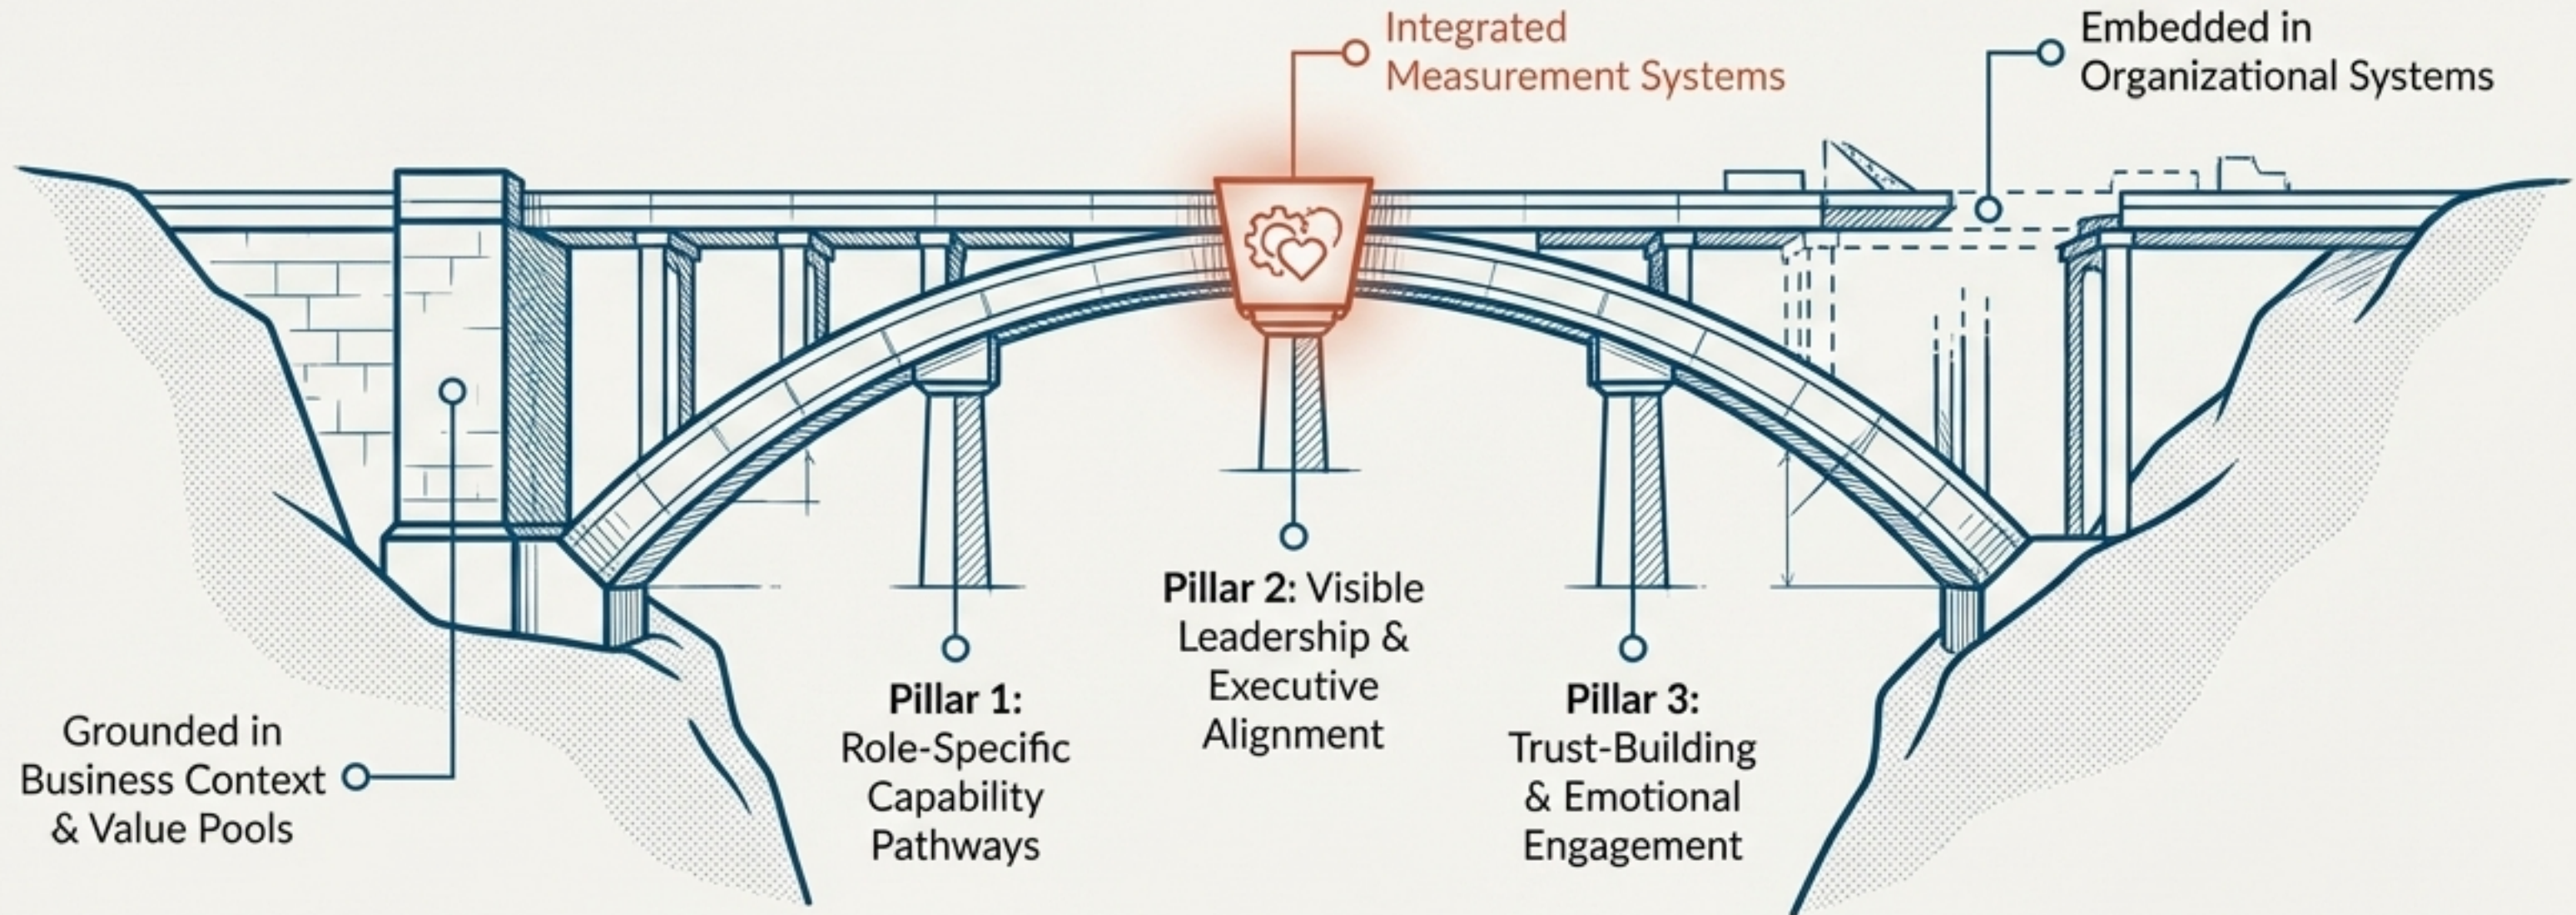 Integrated
Measurement Systems
Embedded in
Organizational Systems
Grounded in
Business Context
& Value Pools
Pillar 1:
Role-Specific
Capability
Pathways
Pillar 2: Visible
Leadership &
Executive
Alignment
Pillar 3:
Trust-Building
& Emotional
Engagement